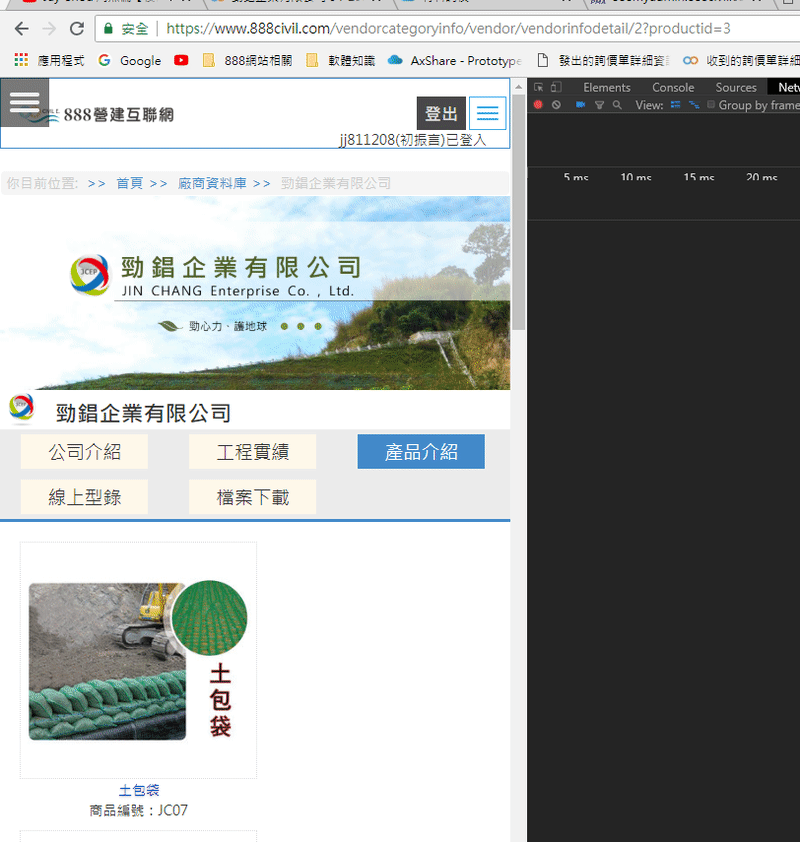 安全 https://www.888civil.com/vendorcategoryinfo/vendor/vendorinfodetail/2?productid=3
應用程式 Google 888網站相關 軟體知識 AxShare - Prototype 發出的詢價單詳細資 收到的詢價單詳細
Elements Console Sources Netw
View: Group by frame
888營建互聯網
登出
jj811208(初振言)已登入
你目前位置: >> 首頁 >> 廠商資料庫 >> 勁錩企業有限公司
5 ms 10 ms 15 ms 20 ms
JCEP
勁錩企業有限公司
JIN CHANG Enterprise Co. , Ltd.
勁心力、護地球
勁錩企業有限公司
公司介紹 工程實績 產品介紹
線上型錄 檔案下載
土包袋
土包袋
商品編號：JC07